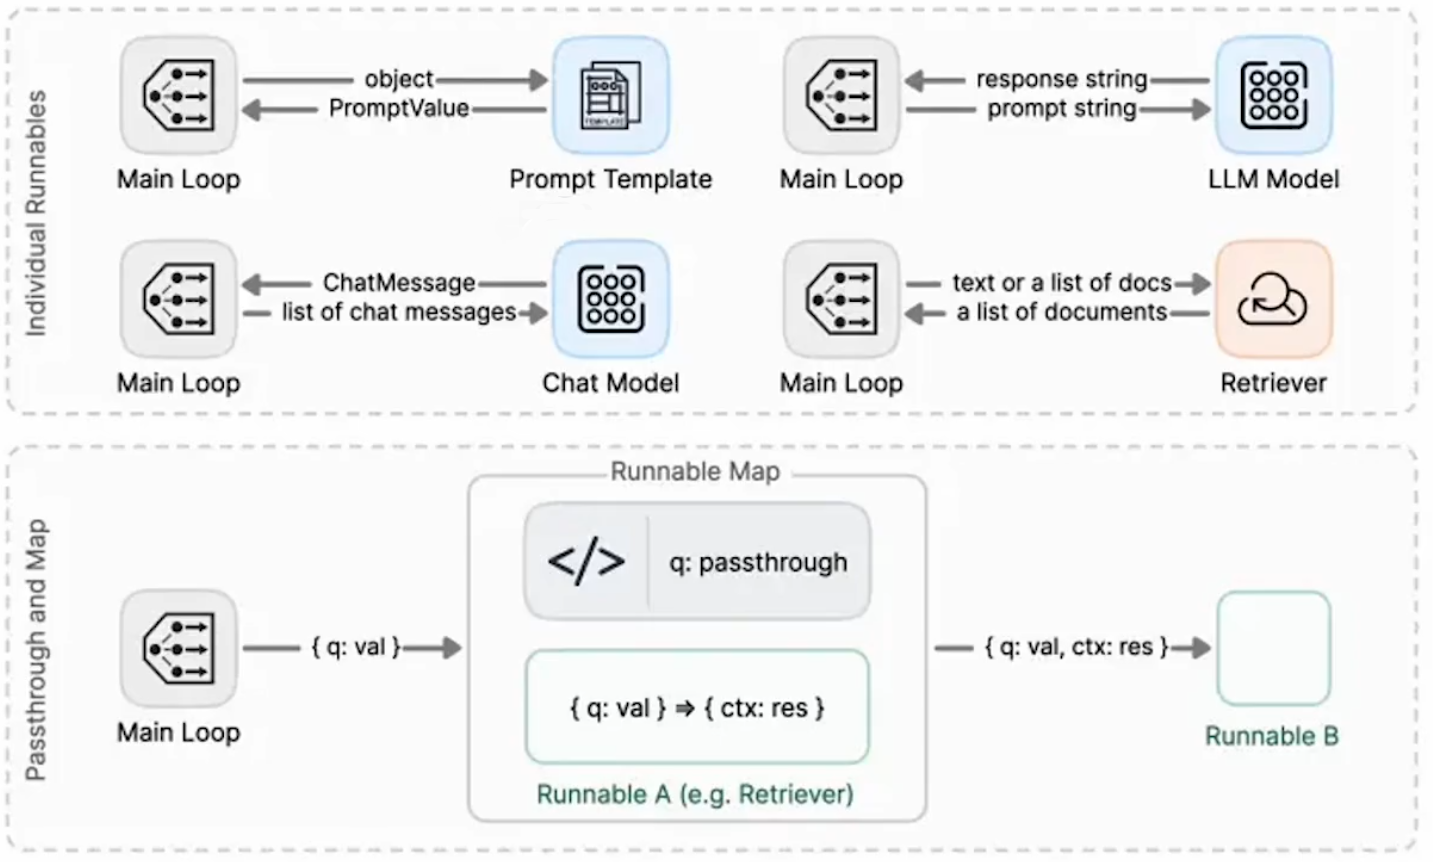 Individual Runnables
object
PromptValue
Main Loop
TEMPLATE
Prompt Template
response string
prompt string
Main Loop
LLM Model
ChatMessage
list of chat messages
Main Loop
Chat Model
text or a list of docs
a list of documents
Main Loop
Retriever
Passthrough and Map
Main Loop
{ q: val }
Runnable Map
</> q: passthrough
{ q: val } ⇒ { ctx: res }
Runnable A (e.g. Retriever)
{ q: val, ctx: res }
Runnable B